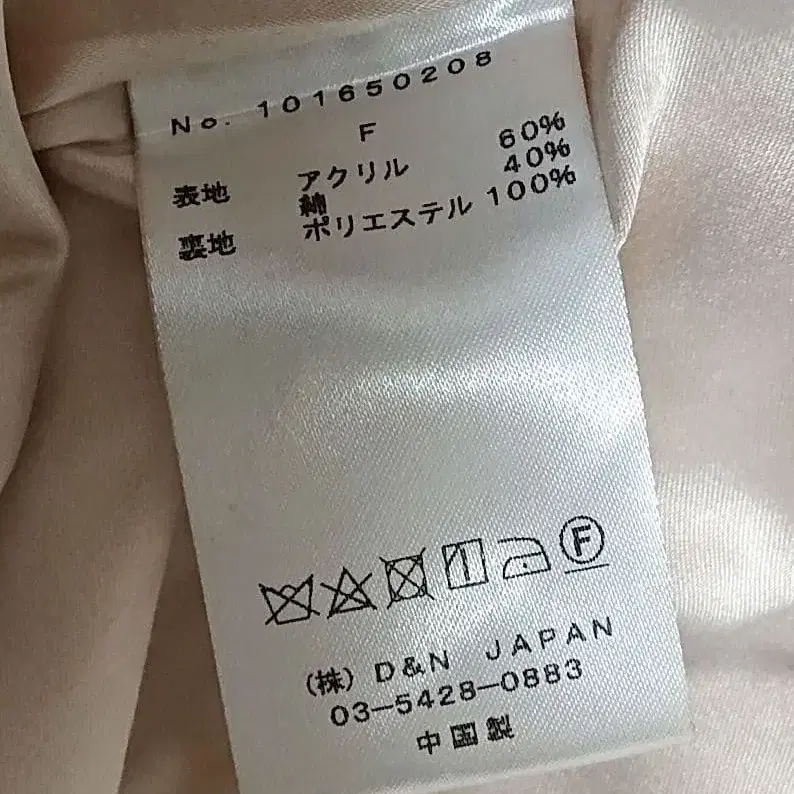 No. 101650208
F
表地 アクリル 60%
綿 40%
裏地 ポリエステル 100%
F
(株) D&N JAPAN
03-5428-0883
中国製